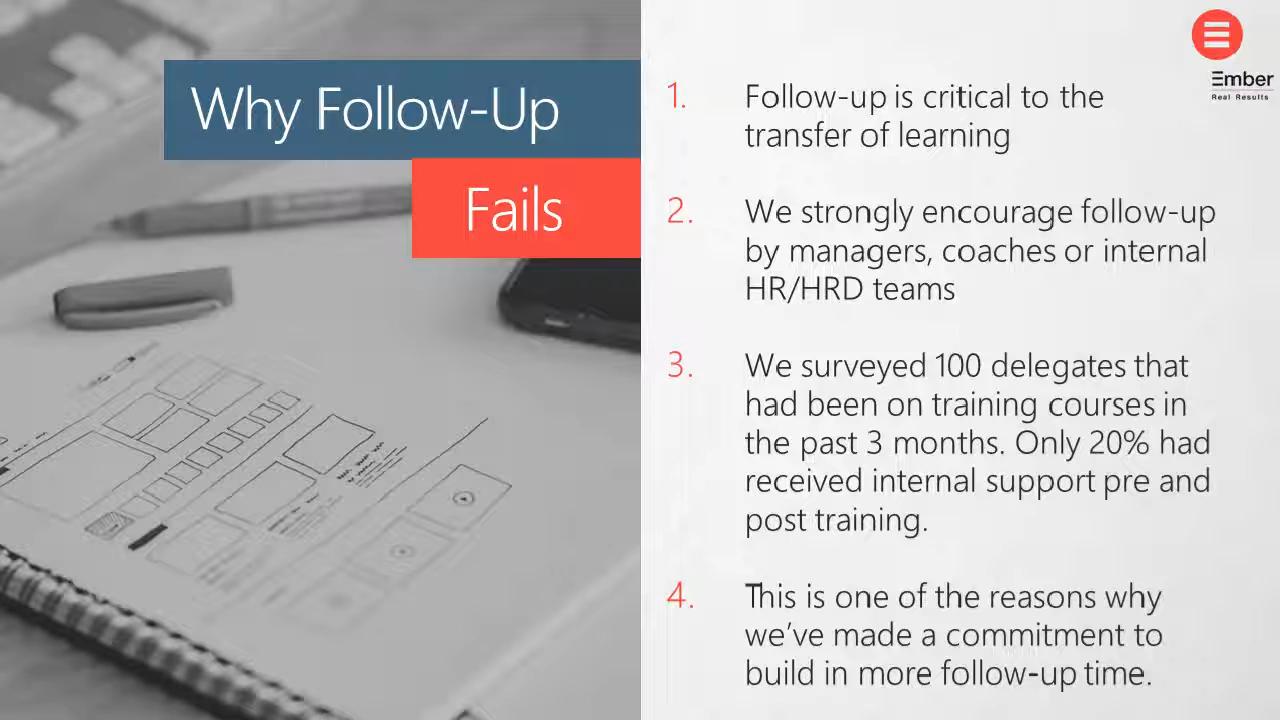 Why Follow-Up
Fails
Ember
Real Results
1. Follow-up is critical to the
transfer of learning
2. We strongly encourage follow-up
by managers, coaches or internal
HR/HRD teams
3. We surveyed 100 delegates that
had been on training courses in
the past 3 months. Only 20% had
received internal support pre and
post training.
4. This is one of the reasons why
we've made a commitment to
build in more follow-up time.